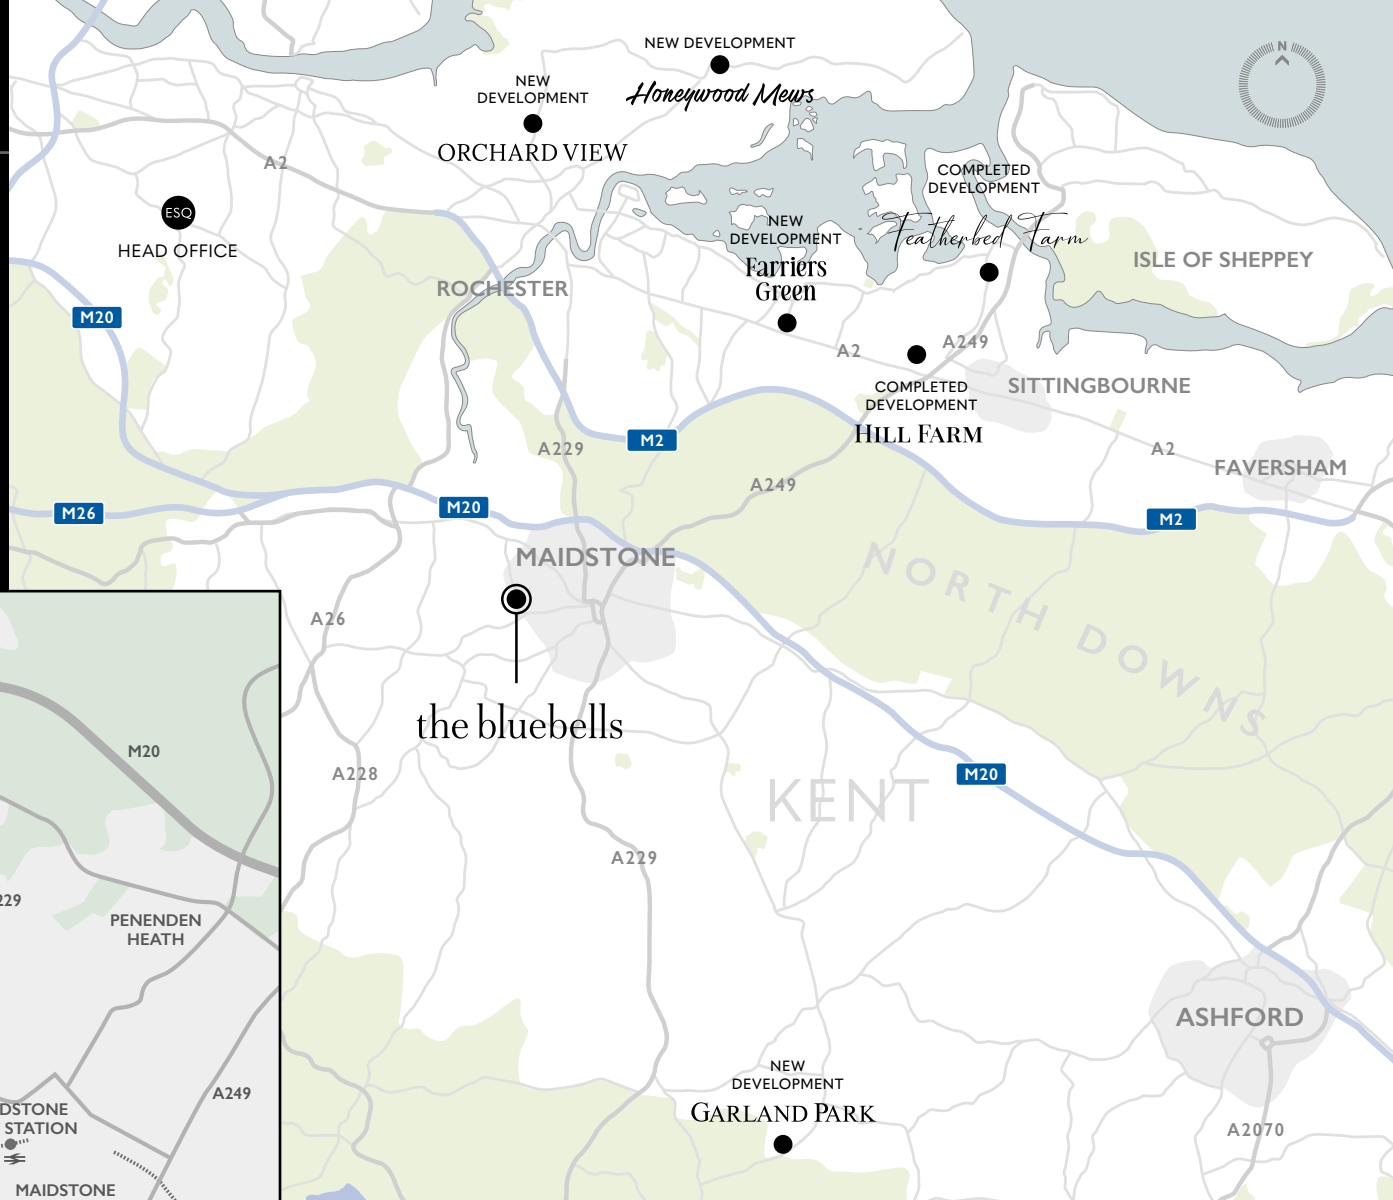 NEW DEVELOPMENT
Honeywood Mews
N
NEW
DEVELOPMENT
ORCHARD VIEW
A2
COMPLETED
DEVELOPMENT
Featherbed Farm
ESQ
HEAD OFFICE
NEW
DEVELOPMENT
Farriers
Green
ISLE OF SHEPPEY
ROCHESTER
M20
A2
A249
COMPLETED
DEVELOPMENT
HILL FARM
SITTINGBOURNE
A229
M2
A2
FAVERSHAM
A249
M26
M20
M2
MAIDSTONE
NORTH DOWNS
A26
the bluebells
A228
KENT
M20
A229
M20
229
PENENDEN
HEATH
A249
DSTONE
STATION
MAIDSTONE
ASHFORD
NEW
DEVELOPMENT
GARLAND PARK
A2070